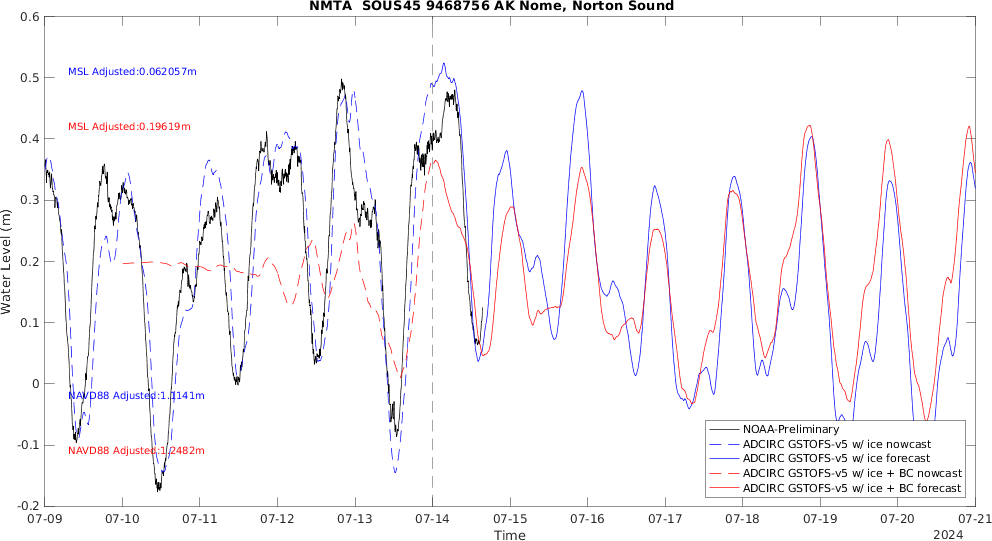 NMTA SOUS45 9468756 AK Nome, Norton Sound
0.6
0.5
0.4
0.3
0.2
0.1
0
-0.1
-0.2
Water Level (m)
MSL Adjusted:0.062057m
MSL Adjusted:0.19619m
NAVD88 Adjusted:1.1141m
NAVD88 Adjusted:1.2482m
NOAA-Preliminary
ADCIRC GSTOFS-v5 w/ ice nowcast
ADCIRC GSTOFS-v5 w/ ice forecast
ADCIRC GSTOFS-v5 w/ ice + BC nowcast
ADCIRC GSTOFS-v5 w/ ice + BC forecast
07-09 07-10 07-11 07-12 07-13 07-14 07-15 07-16 07-17 07-18 07-19 07-20 07-21
Time
2024